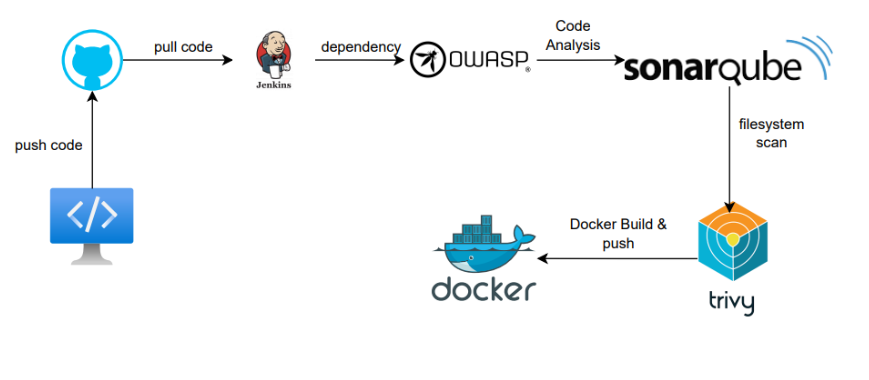 pull code
Jenkins
dependency
OWASP®
Code
Analysis
sonarqube
push code
filesystem
scan
Docker Build &
push
docker
trivy